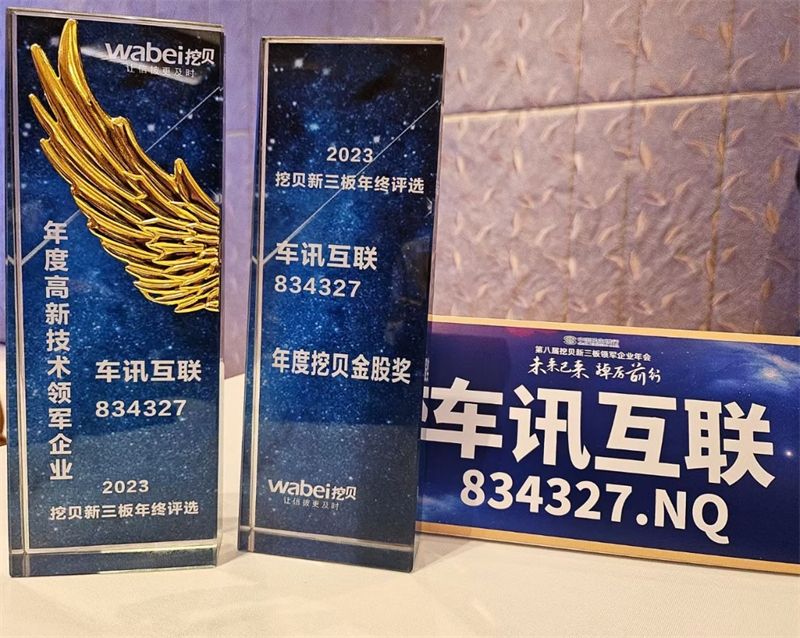 wabei挖贝
让信披更及时
年度高新技术领军企业
车讯互联
834327
2023
挖贝新三板年终评选
2023
挖贝新三板年终评选
车讯互联
834327
年度挖贝金股奖
wabei挖贝
让信披更及时
第八届挖贝新三板领军企业年会
未来已来 踔厉前行
车讯互联
834327.NQ